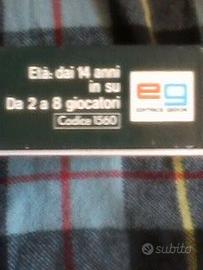 Età: dai 14 anni
in su
Da 2 a 8 giocatori
Codice 1560
eg
EDITRICE GIOCHI
subito